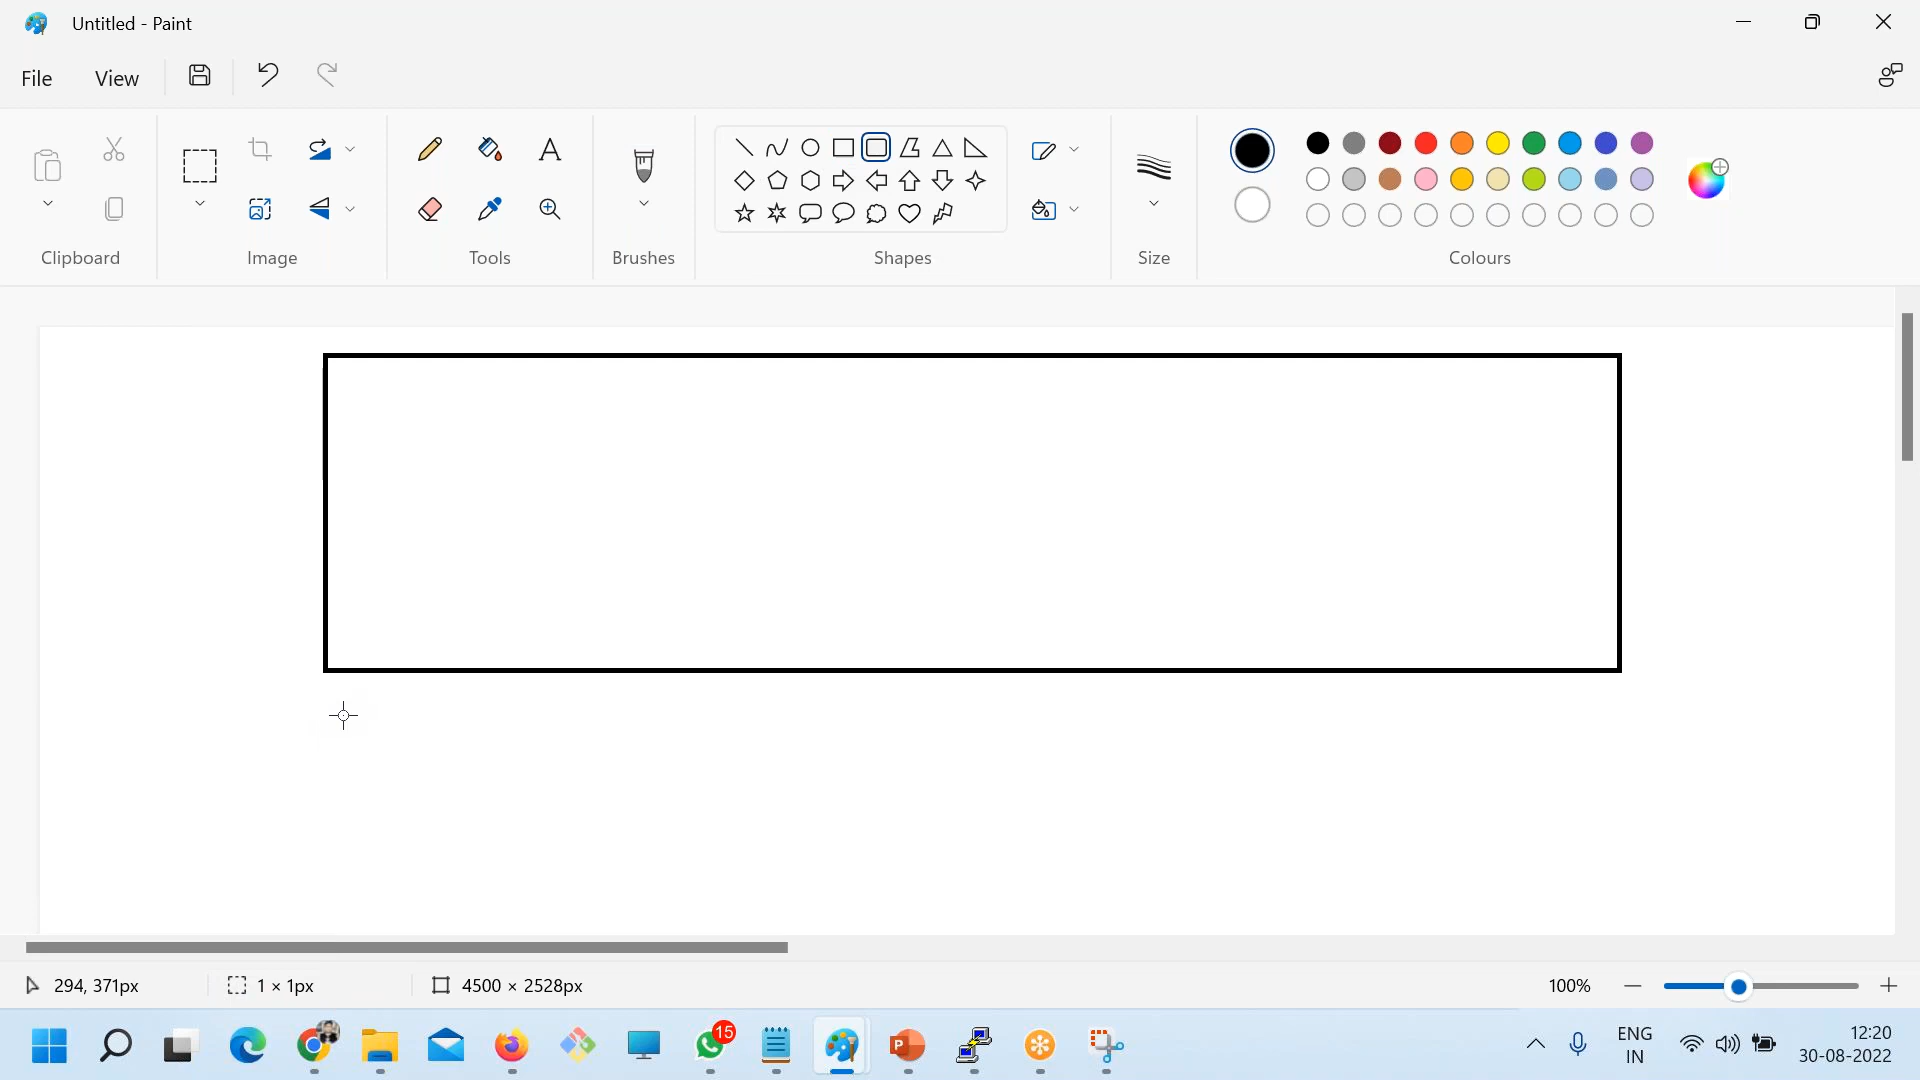 Untitled - Paint
File View
Clipboard Image Tools Brushes Shapes Size Colours
294, 371px 1 × 1px 4500 × 2528px 100%
15 ENG 12:20
IN 30-08-2022